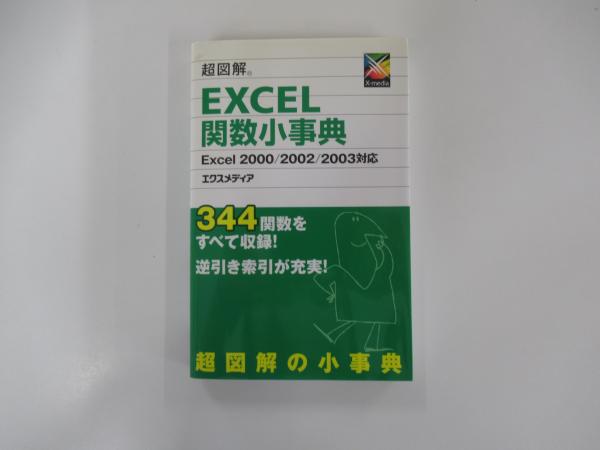 超図解®
X-media
EXCEL
関数小事典
Excel 2000/2002/2003対応
エクスメディア
344関数を
すべて収録!
逆引き索引が充実!
超図解の小事典